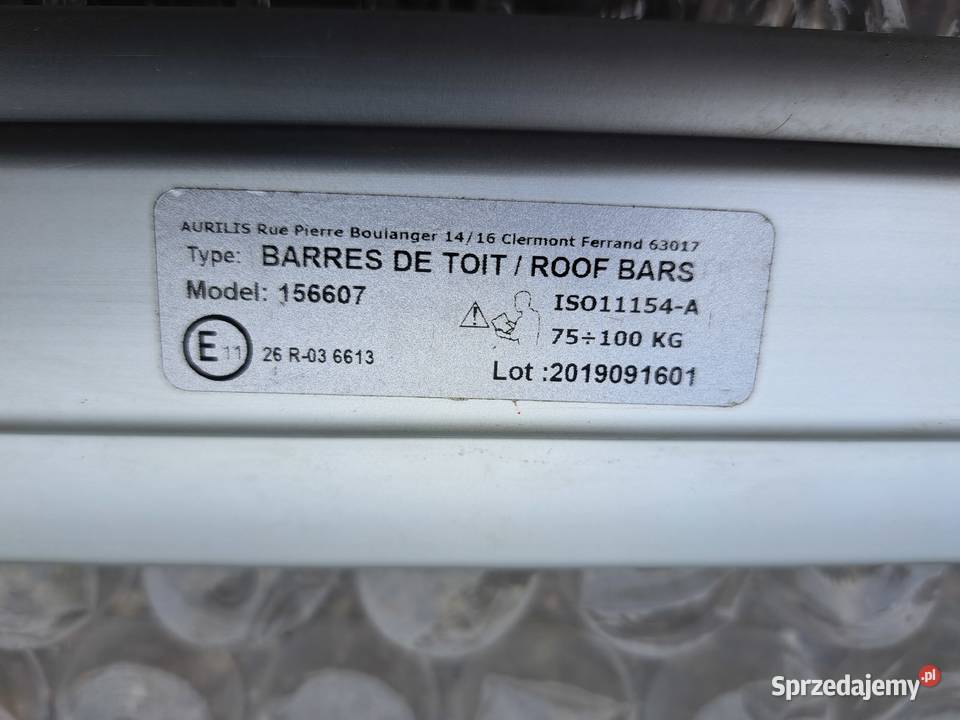 AURILIS Rue Pierre Boulanger 14/16 Clermont Ferrand 63017
Type: BARRES DE TOIT / ROOF BARS
Model: 156607
ISO11154-A
75÷100 KG
E 11 26 R-03 6613
Lot :2019091601
Sprzedajemy.pl